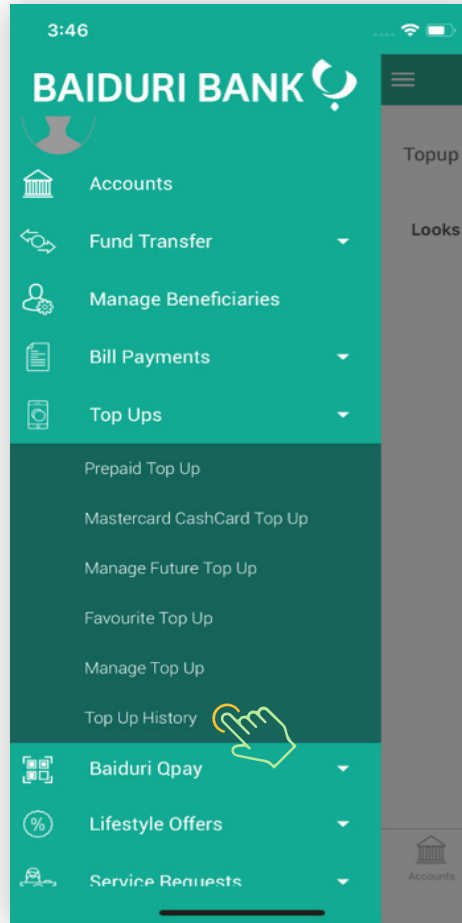 3:46
BAIDURI BANK
Topup
Accounts
Looks
Fund Transfer
Manage Beneficiaries
Bill Payments
Top Ups
Prepaid Top Up
Mastercard CashCard Top Up
Manage Future Top Up
Favourite Top Up
Manage Top Up
Top Up History
Baiduri Qpay
Lifestyle Offers
Service Requests
Accounts